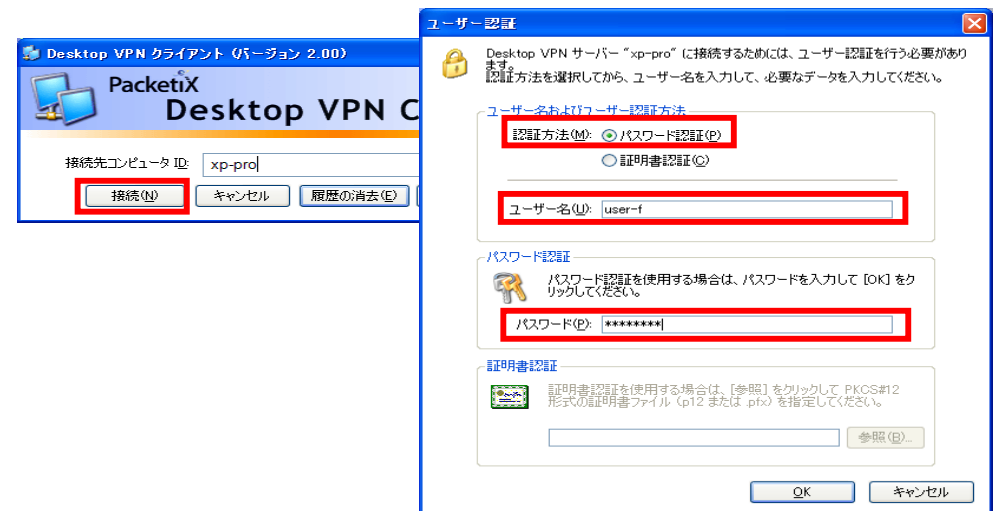 Desktop VPN クライアント (バージョン 2.00)
PacketiX
Desktop VPN C
接続先コンピュータ ID:
xp-pro
接続(N)
キャンセル
履歴の消去(E)
ユーザー認証
Desktop VPN サーバー "xp-pro" に接続するためには、ユーザー認証を行う必要があり
ます。
認証方法を選択してから、ユーザー名を入力して、必要なデータを入力してください。
ユーザー名およびユーザー認証方法
認証方法(M): パスワード認証(P)
証明書認証(C)
ユーザー名(U): user-f
パスワード認証
パスワード認証を使用する場合は、パスワードを入力して [OK] をク
リックしてください。
パスワード(P): ********
証明書認証
証明書認証を使用する場合は、[参照] をクリックして PKCS#12
形式の証明書ファイル (p12 または .pfx) を指定してください。
参照(B)...
OK
キャンセル